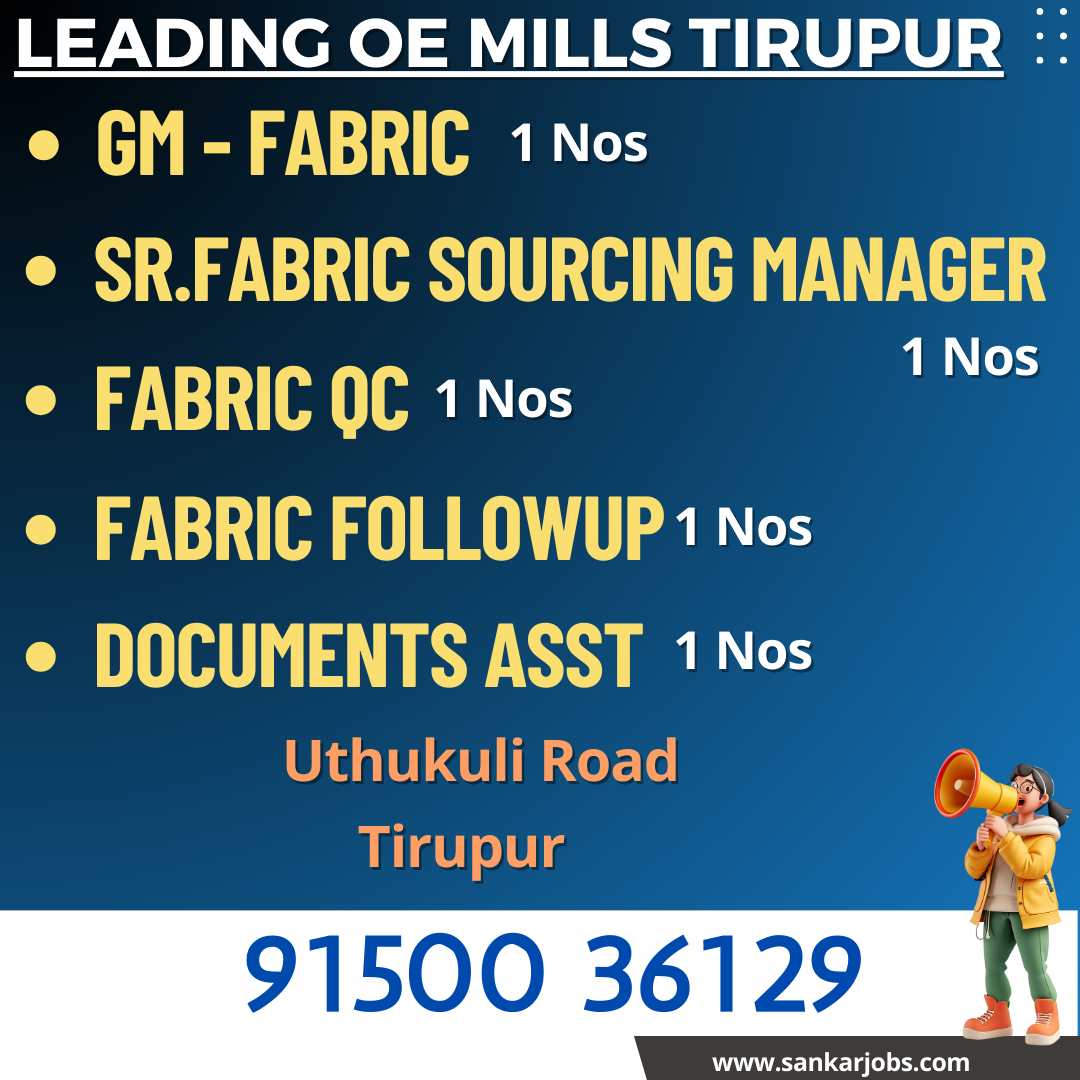 LEADING OE MILLS TIRUPUR
• GM - FABRIC 1 Nos
• SR.FABRIC SOURCING MANAGER
1 Nos
• FABRIC QC 1 Nos
• FABRIC FOLLOWUP 1 Nos
• DOCUMENTS ASST 1 Nos
Uthukuli Road
Tirupur
91500 36129
www.sankarjobs.com